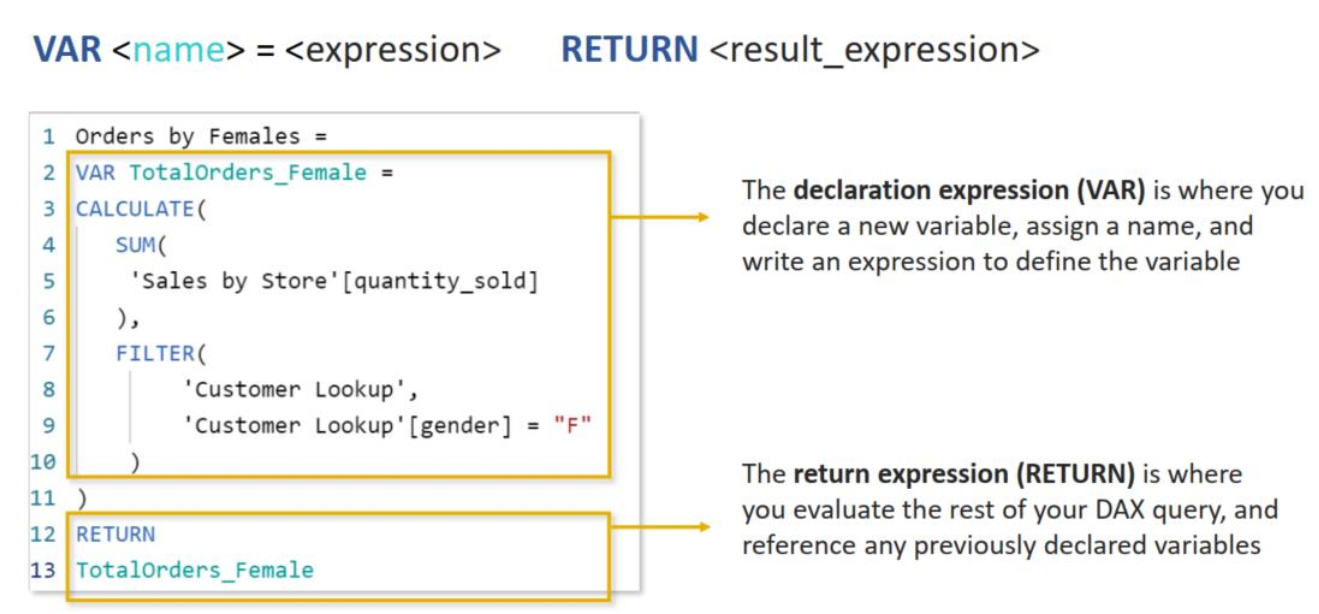 VAR <name> = <expression> RETURN <result_expression>
1 Orders by Females =
2 VAR TotalOrders_Female =
3 CALCULATE(
4 SUM(
5 'Sales by Store'[quantity_sold]
6 ),
7 FILTER(
8 'Customer Lookup',
9 'Customer Lookup'[gender] = "F"
10 )
11 )
12 RETURN
13 TotalOrders_Female
The declaration expression (VAR) is where you
declare a new variable, assign a name, and
write an expression to define the variable
The return expression (RETURN) is where
you evaluate the rest of your DAX query, and
reference any previously declared variables